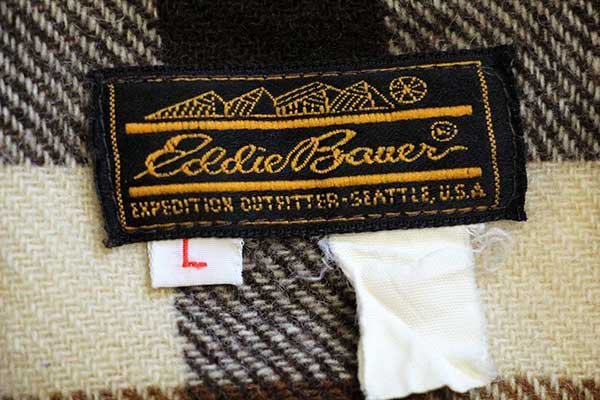 Eddie Bauer ®
EXPEDITION OUTFITTER-SEATTLE, U.S.A
L